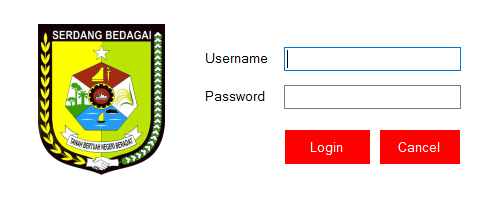 SERDANG BEDAGAI
TANAH BERTUAH NEGERI BERADAT
Username
Password
Login
Cancel